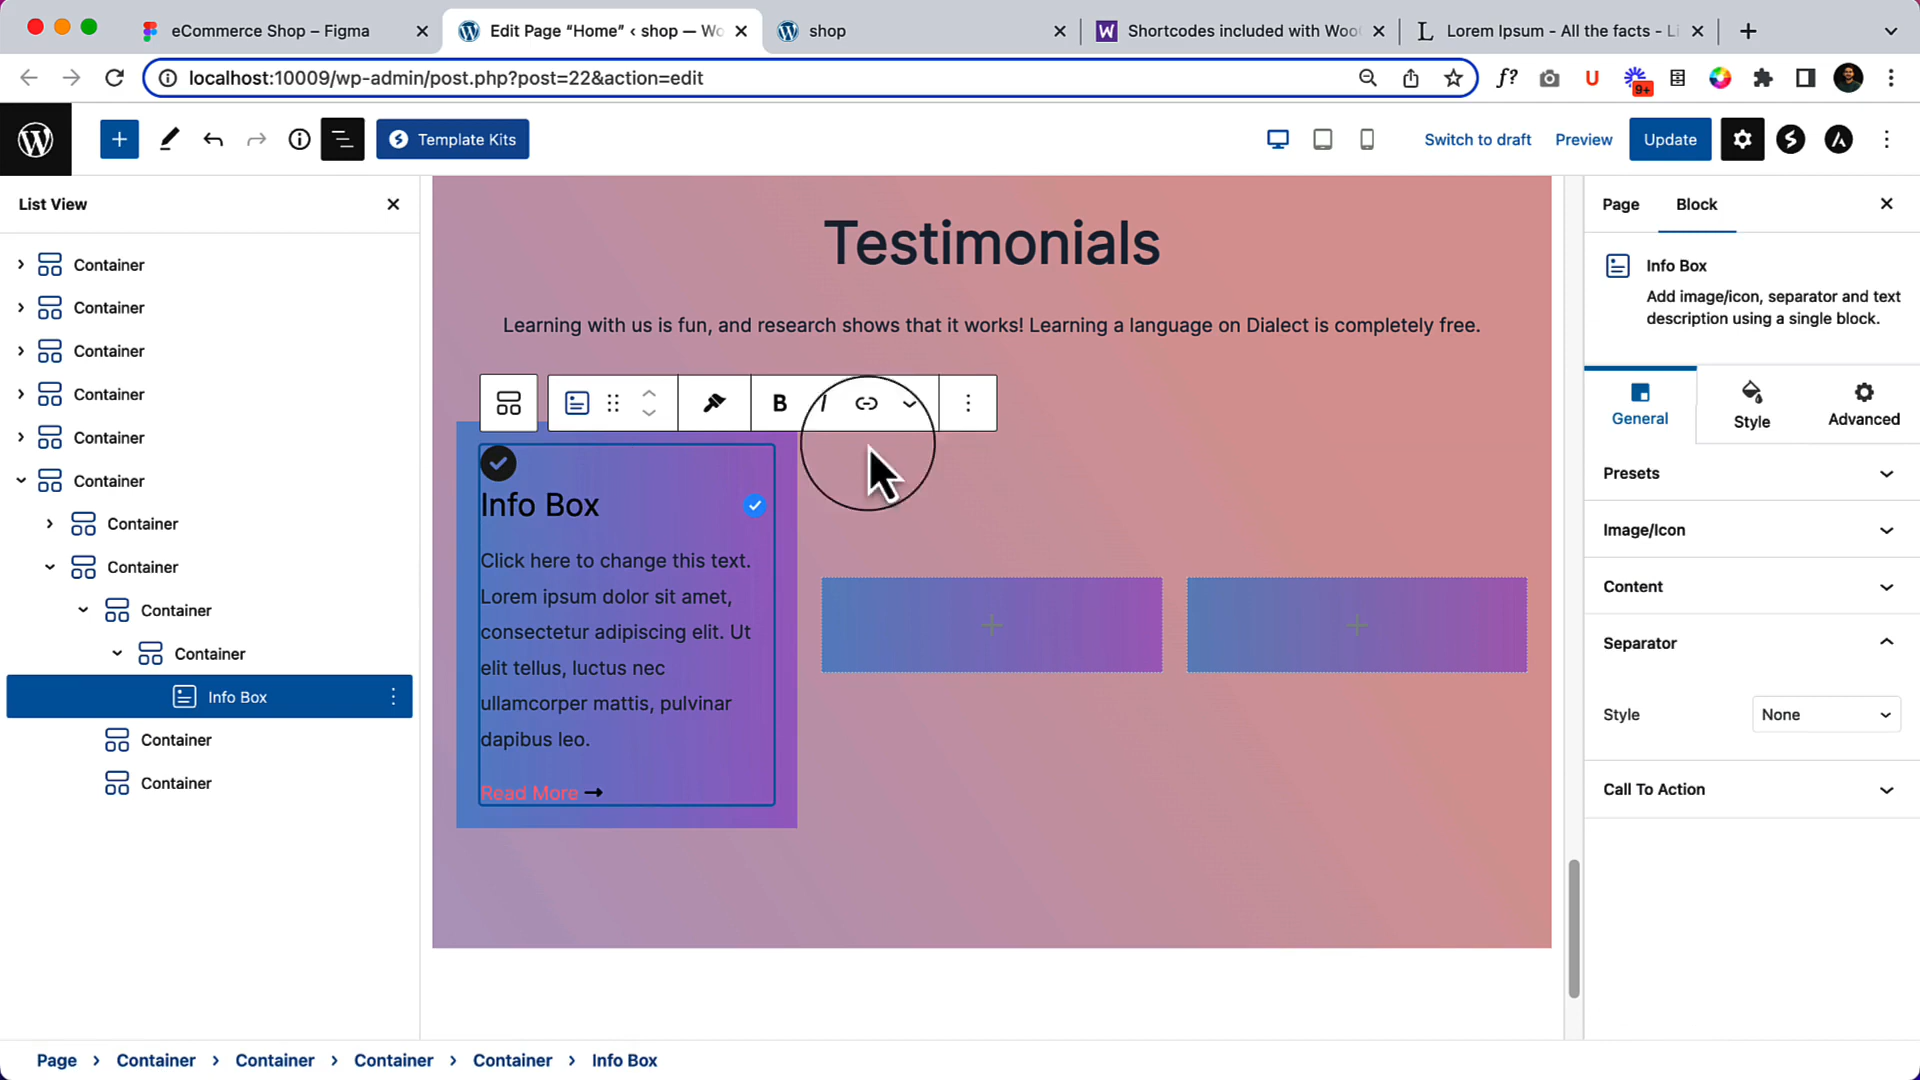 eCommerce Shop – Figma
Edit Page “Home” ‹ shop — Wo
shop
Shortcodes included with Woo
Lorem Ipsum - All the facts - Li
localhost:10009/wp-admin/post.php?post=22&action=edit
f?
U
9+
Template Kits
Switch to draft
Preview
Update
List View
Container
Container
Container
Container
Container
Container
Container
Container
Container
Container
Info Box
Container
Container
Testimonials
Learning with us is fun, and research shows that it works! Learning a language on Dialect is completely free.
B
I
Info Box
Click here to change this text.
Lorem ipsum dolor sit amet,
consectetur adipiscing elit. Ut
elit tellus, luctus nec
ullamcorper mattis, pulvinar
dapibus leo.
Read More
Page
Block
Info Box
Add image/icon, separator and text
description using a single block.
General
Style
Advanced
Presets
Image/Icon
Content
Separator
Style
None
Call To Action
Page > Container > Container > Container > Container > Info Box